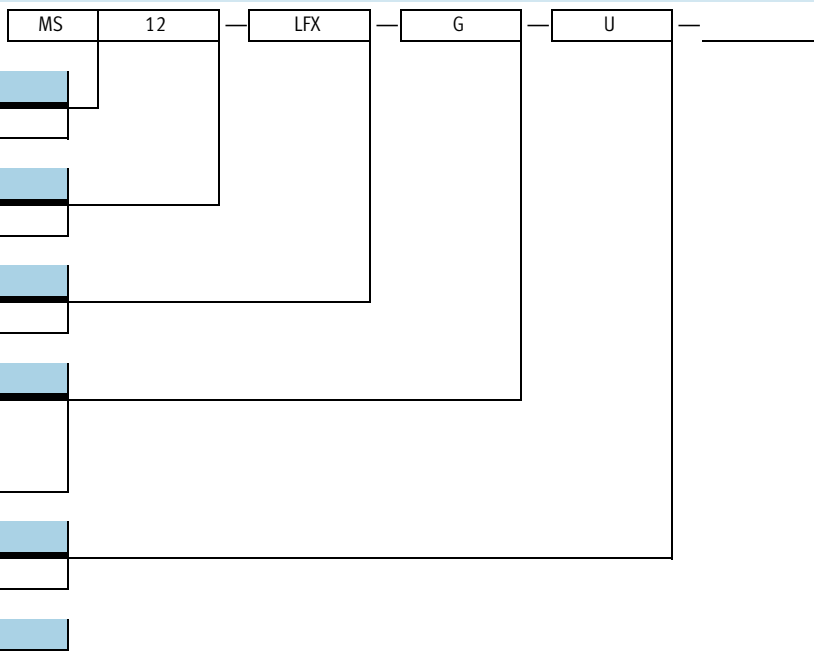 MS 12 — LFX — G — U —